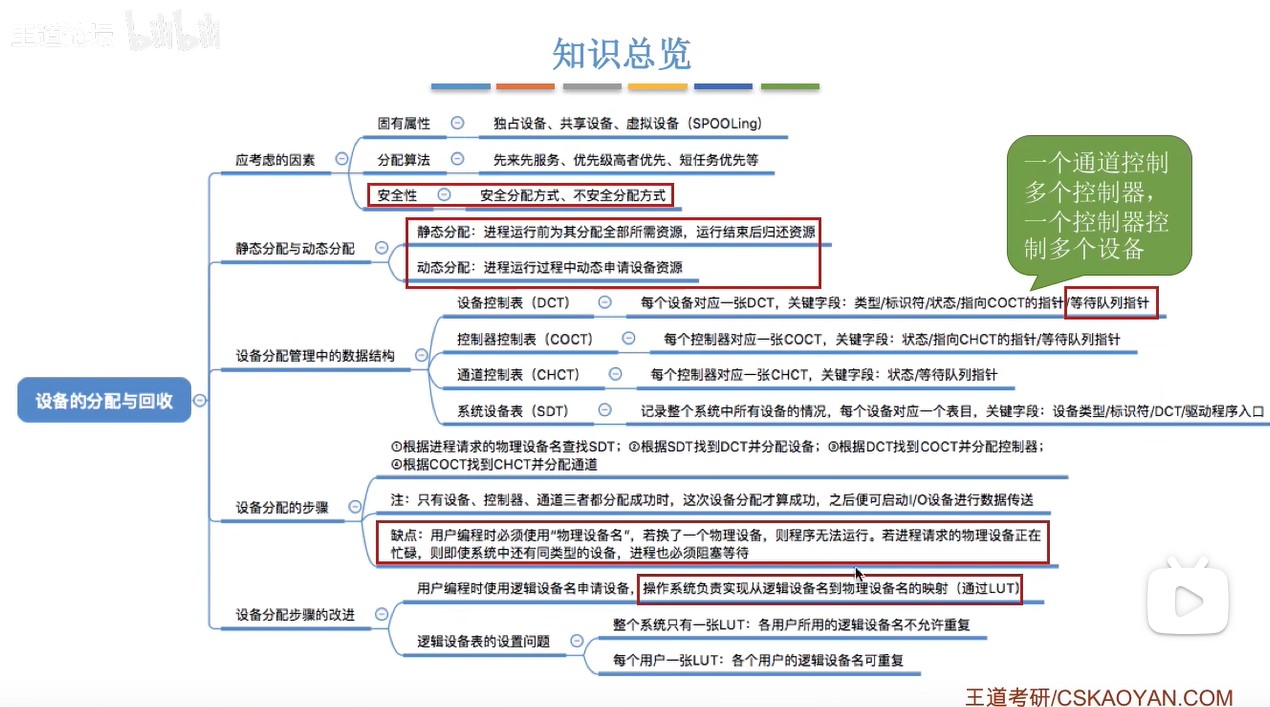 王道论坛 bilibili
知识总览
固有属性
独占设备、共享设备、虚拟设备（SPOOLing）
应考虑的因素
分配算法
先来先服务、优先级高者优先、短任务优先等
安全性
安全分配方式、不安全分配方式
一个通道控制
多个控制器，
一个控制器控
制多个设备
静态分配：进程运行前为其分配全部所需资源，运行结束后归还资源
静态分配与动态分配
动态分配：进程运行过程中动态申请设备资源
设备控制表（DCT）
每个设备对应一张DCT，关键字段：类型/标识符/状态/指向COCT的指针/等待队列指针
控制器控制表（COCT）
每个控制器对应一张COCT，关键字段：状态/指向CHCT的指针/等待队列指针
设备分配管理中的数据结构
通道控制表（CHCT）
每个控制器对应一张CHCT，关键字段：状态/等待队列指针
系统设备表（SDT）
记录整个系统中所有设备的情况，每个设备对应一个表目，关键字段：设备类型/标识符/DCT/驱动程序入口
设备的分配与回收
①根据进程请求的物理设备名查找SDT；②根据SDT找到DCT并分配设备；③根据DCT找到COCT并分配控制器；
④根据COCT找到CHCT并分配通道
设备分配的步骤
注：只有设备、控制器、通道三者都分配成功时，这次设备分配才算成功，之后便可启动I/O设备进行数据传送
缺点：用户编程时必须使用“物理设备名”，若换了一个物理设备，则程序无法运行。若进程请求的物理设备正在
忙碌，则即使系统中还有同类型的设备，进程也必须阻塞等待
用户编程时使用逻辑设备名申请设备，操作系统负责实现从逻辑设备名到物理设备名的映射（通过LUT）
设备分配步骤的改进
逻辑设备表的设置问题
整个系统只有一张LUT：各用户所用的逻辑设备名不允许重复
每个用户一张LUT：各个用户的逻辑设备名可重复
王道考研/CSKAOYAN.COM